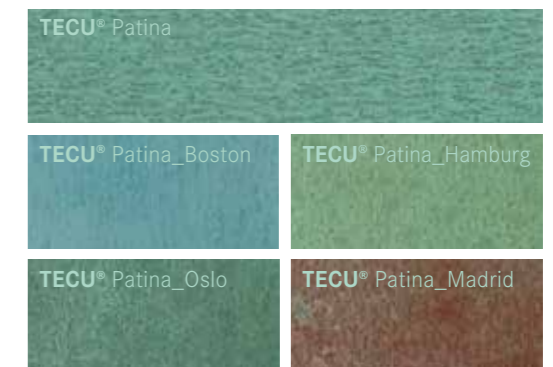 TECU® Patina
TECU® Patina_Boston
TECU® Patina_Hamburg
TECU® Patina_Oslo
TECU® Patina_Madrid